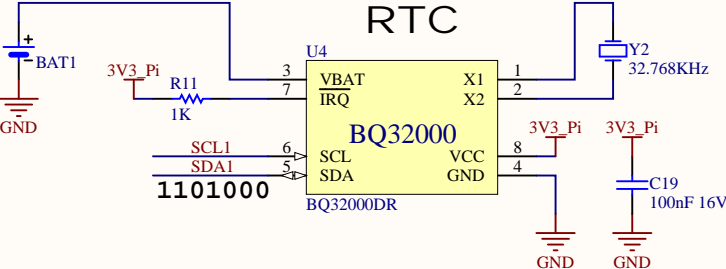 RTC
U4
BAT1
3V3_Pi
R11
1K
GND
3 VBAT X1 1
7 IRQ X2 2
Y2
32.768KHz
BQ32000
SCL1 6 SCL VCC 8
SDA1 5 SDA GND 4
1101000
BQ32000DR
3V3_Pi
3V3_Pi
C19
100nF 16V
GND
GND